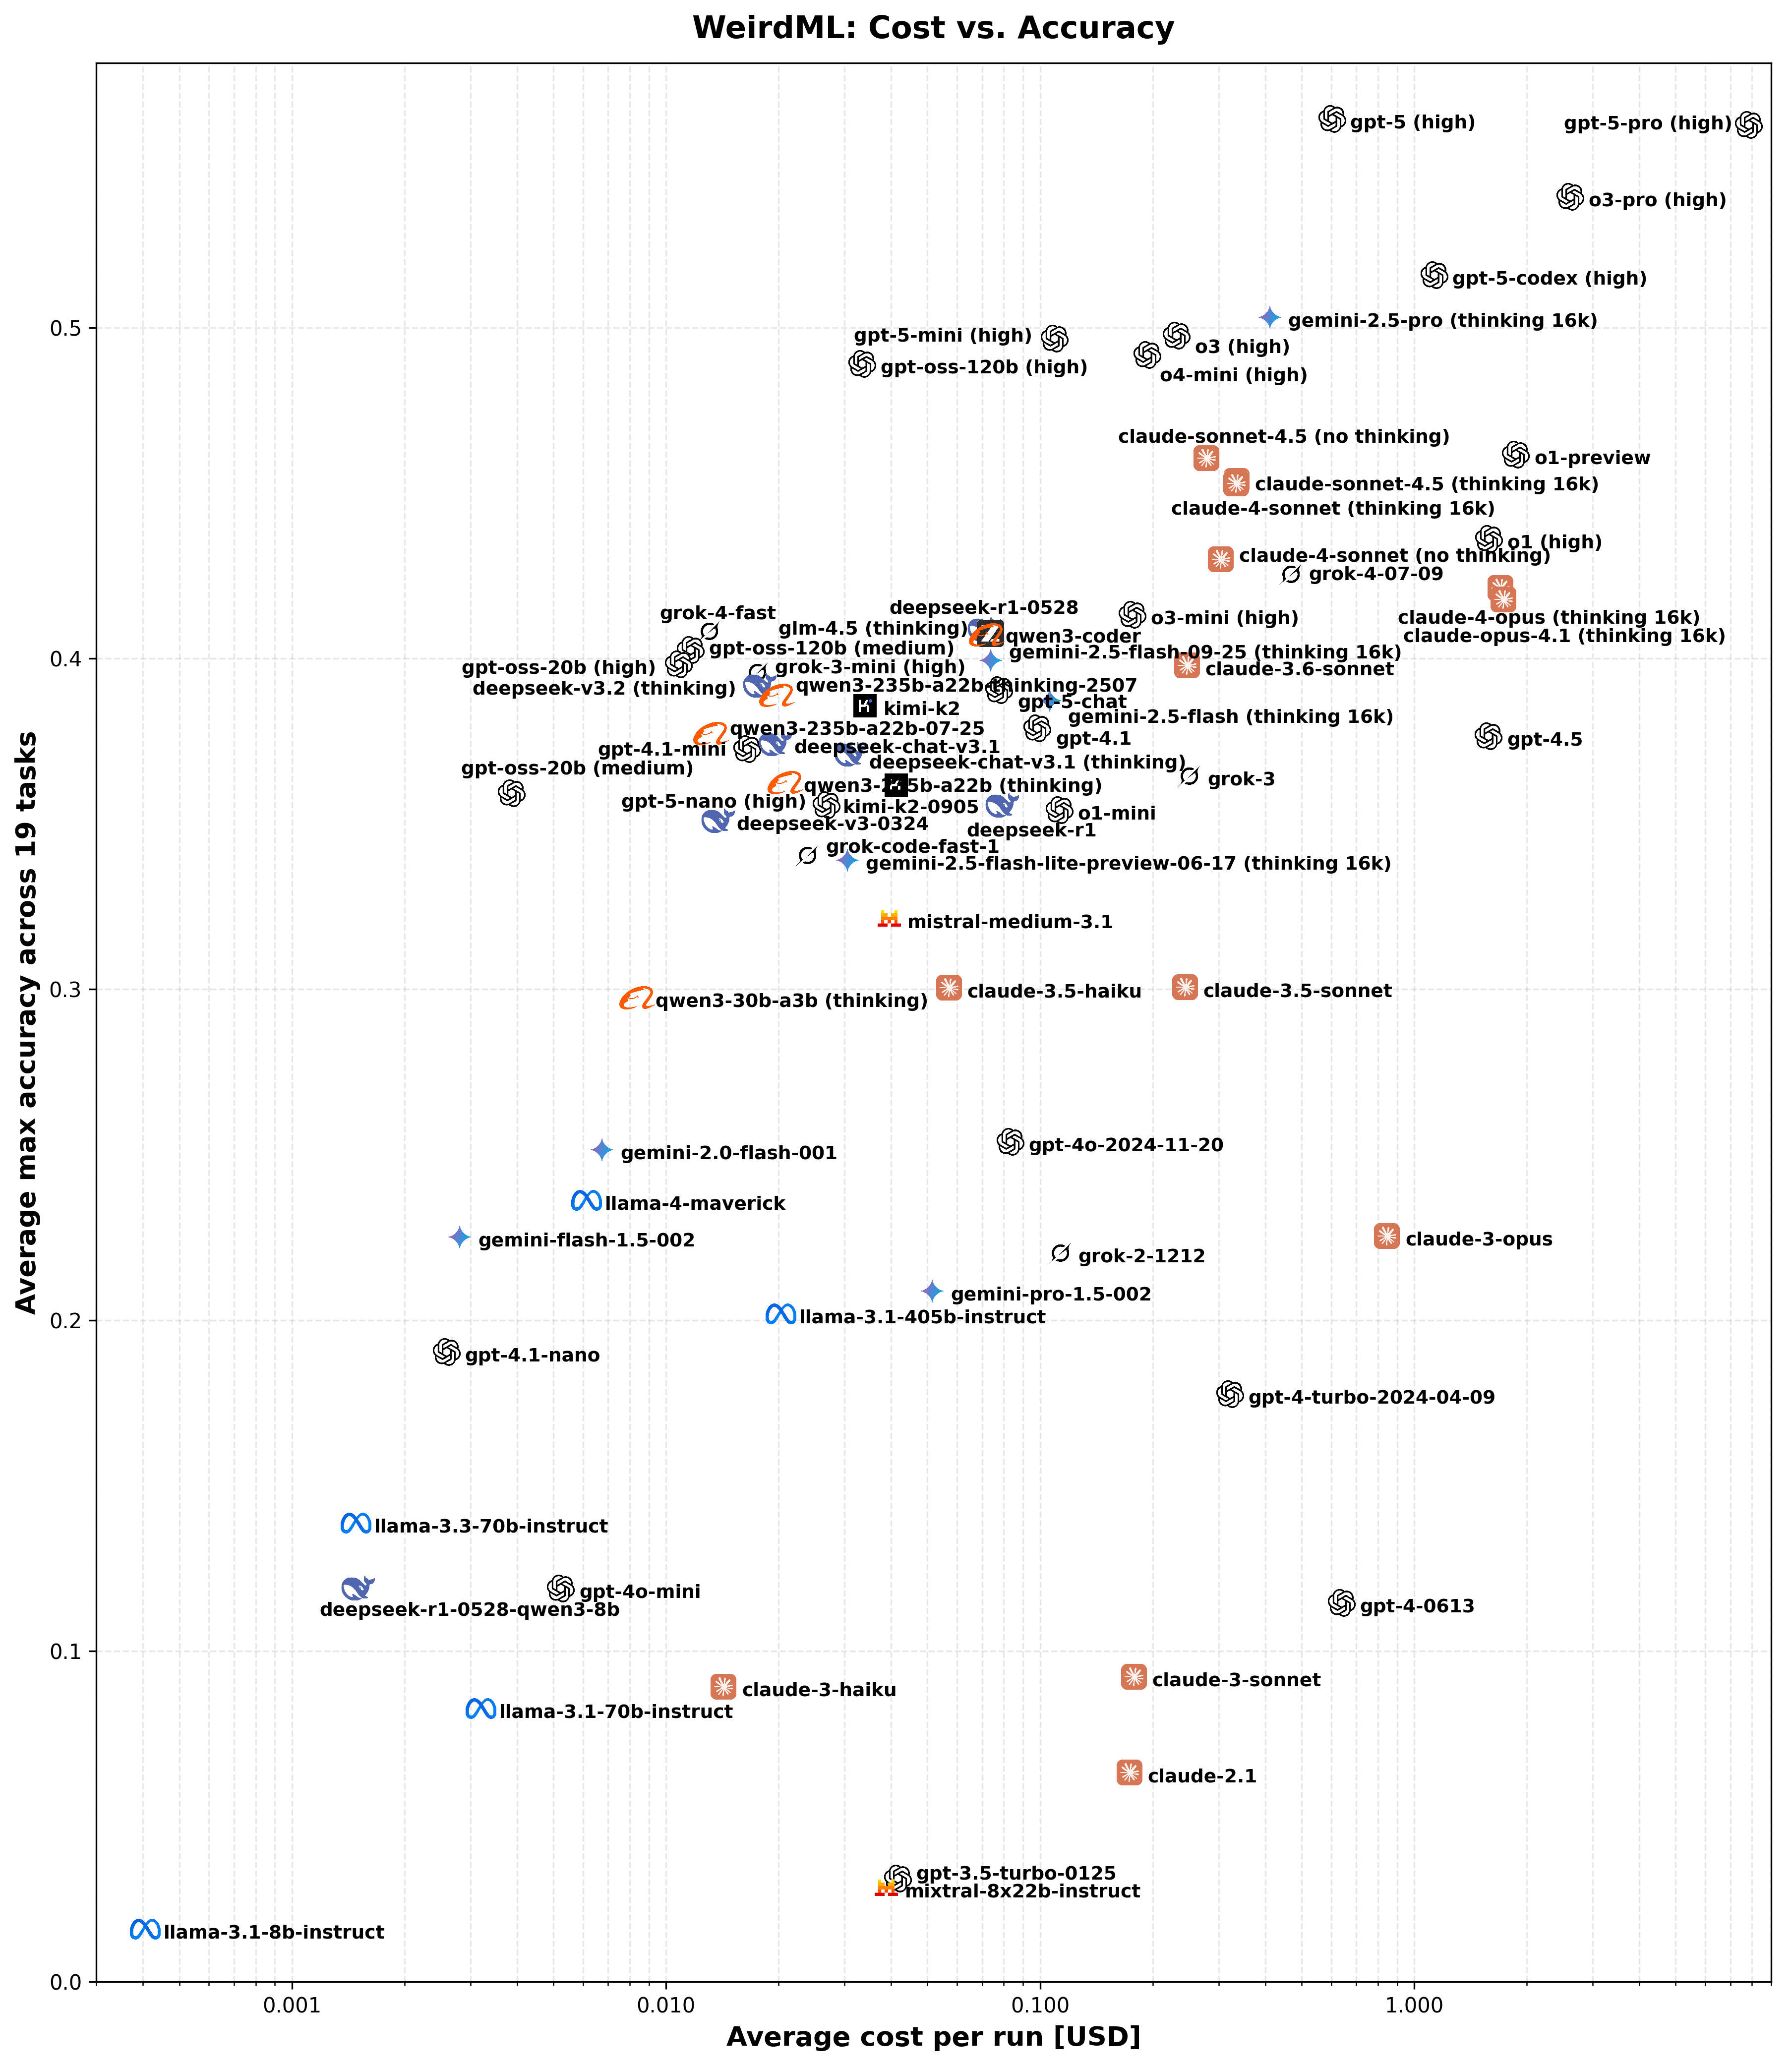 WeirdML: Cost vs. Accuracy
gpt-5 (high)
gpt-5-pro (high)
o3-pro (high)
gpt-5-codex (high)
gemini-2.5-pro (thinking 16k)
0.5
gpt-5-mini (high)
o3 (high)
gpt-oss-120b (high)
o4-mini (high)
claude-sonnet-4.5 (no thinking)
o1-preview
claude-sonnet-4.5 (thinking 16k)
claude-4-sonnet (thinking 16k)
o1 (high)
claude-4-sonnet (no thinking)
grok-4-07-09
deepseek-r1-0528
grok-4-fast
o3-mini (high)
claude-4-opus (thinking 16k)
glm-4.5 (thinking)
qwen3-coder
claude-opus-4.1 (thinking 16k)
gpt-oss-120b (medium)
gemini-2.5-flash-09-25 (thinking 16k)
0.4
gpt-oss-20b (high)
grok-3-mini (high)
claude-3.6-sonnet
deepseek-v3.2 (thinking)
qwen3-235b-a22b-thinking-2507
gpt-5-chat
kimi-k2
gemini-2.5-flash (thinking 16k)
qwen3-235b-a22b-07-25
gpt-4.1
gpt-4.5
gpt-4.1-mini
deepseek-chat-v3.1
deepseek-chat-v3.1 (thinking)
gpt-oss-20b (medium)
grok-3
qwen3-235b-a22b (thinking)
gpt-5-nano (high)
kimi-k2-0905
o1-mini
deepseek-v3-0324
deepseek-r1
grok-code-fast-1
gemini-2.5-flash-lite-preview-06-17 (thinking 16k)
mistral-medium-3.1
0.3
claude-3.5-haiku
claude-3.5-sonnet
qwen3-30b-a3b (thinking)
gpt-4o-2024-11-20
gemini-2.0-flash-001
llama-4-maverick
gemini-flash-1.5-002
claude-3-opus
grok-2-1212
gemini-pro-1.5-002
0.2
llama-3.1-405b-instruct
gpt-4.1-nano
gpt-4-turbo-2024-04-09
llama-3.3-70b-instruct
gpt-4o-mini
deepseek-r1-0528-qwen3-8b
gpt-4-0613
0.1
claude-3-sonnet
claude-3-haiku
llama-3.1-70b-instruct
claude-2.1
gpt-3.5-turbo-0125
mixtral-8x22b-instruct
llama-3.1-8b-instruct
0.0
Average max accuracy across 19 tasks
0.001
0.010
0.100
1.000
Average cost per run [USD]